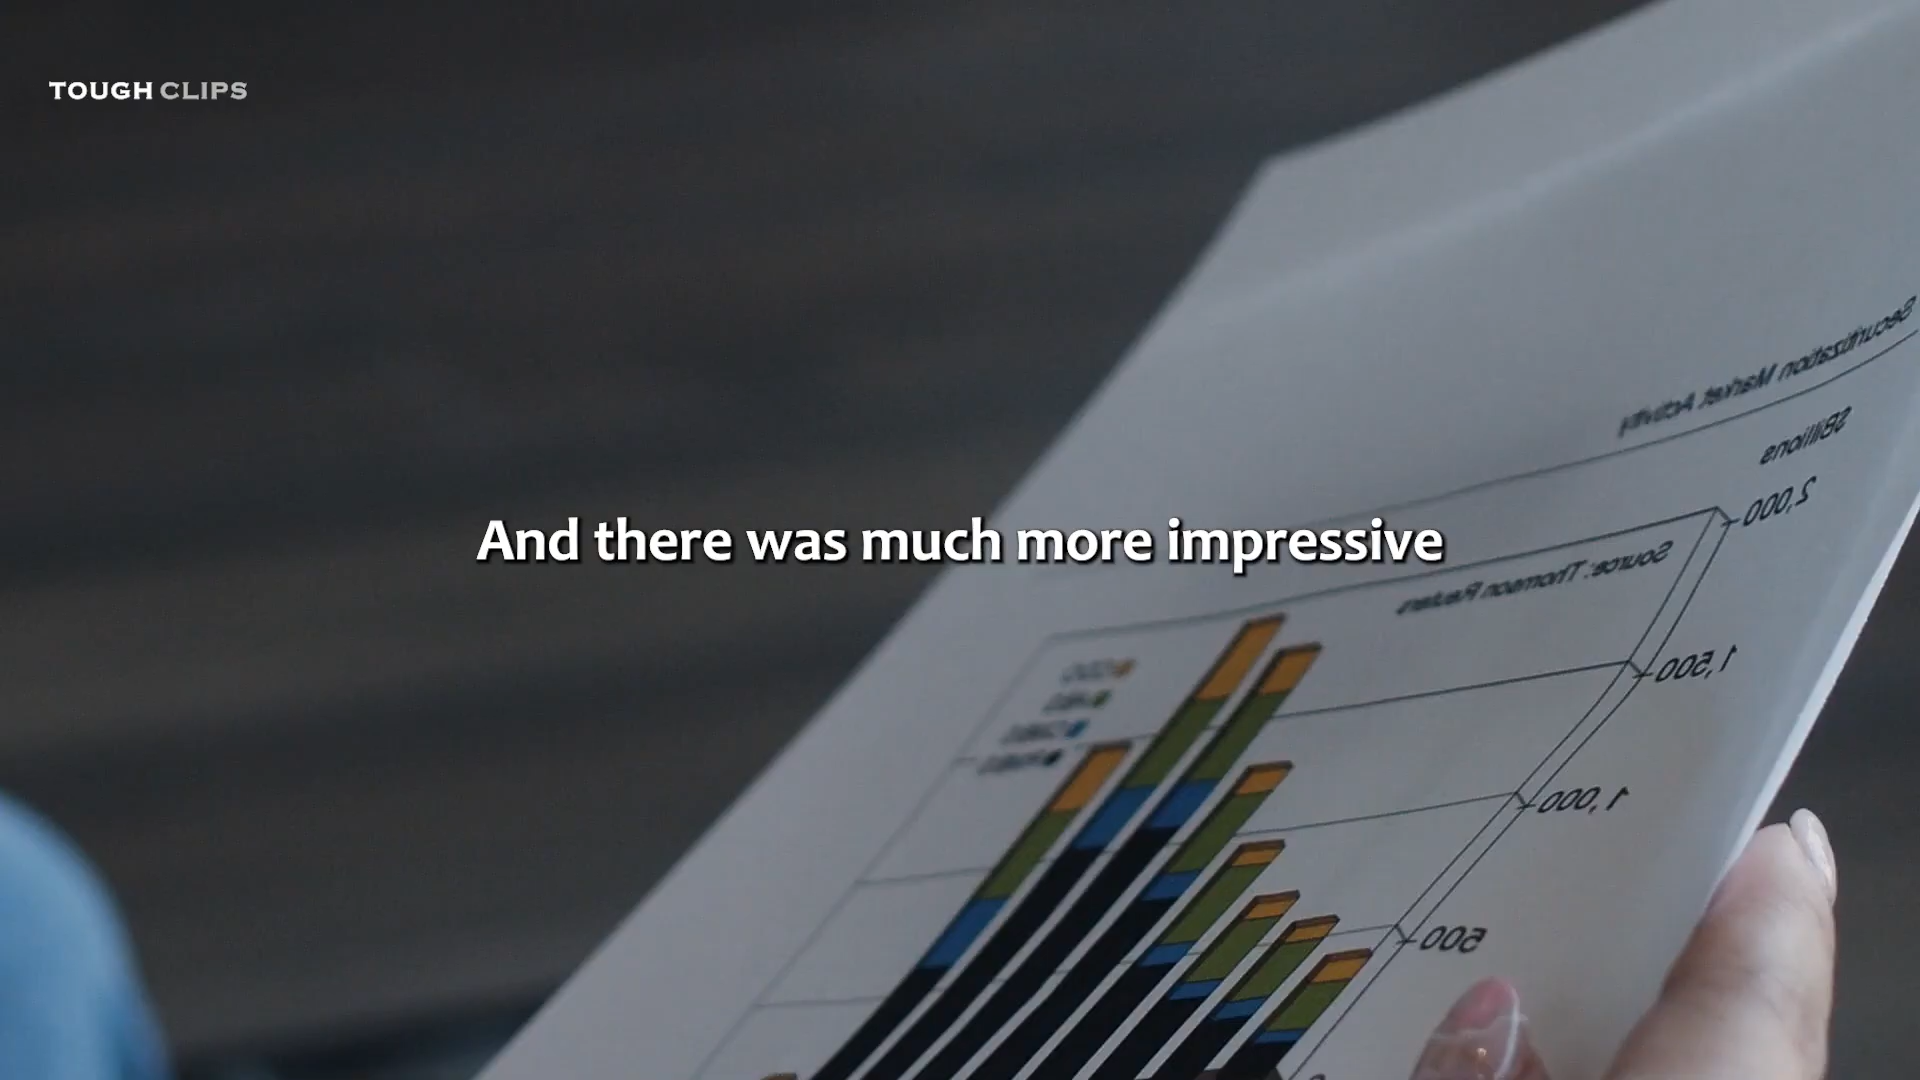 TOUGH CLIPS
Securitization Market Activity
$Billions
2,000
And there was much more impressive
Source: Thomson Reuters
1,500
1,000
500